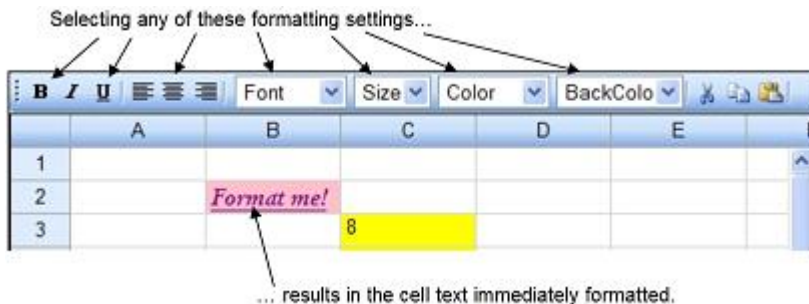 Selecting any of these formatting settings...
B I U Font Size Color BackColo
A B C D E
1
2 Format me!
3 8
... results in the cell text immediately formatted.